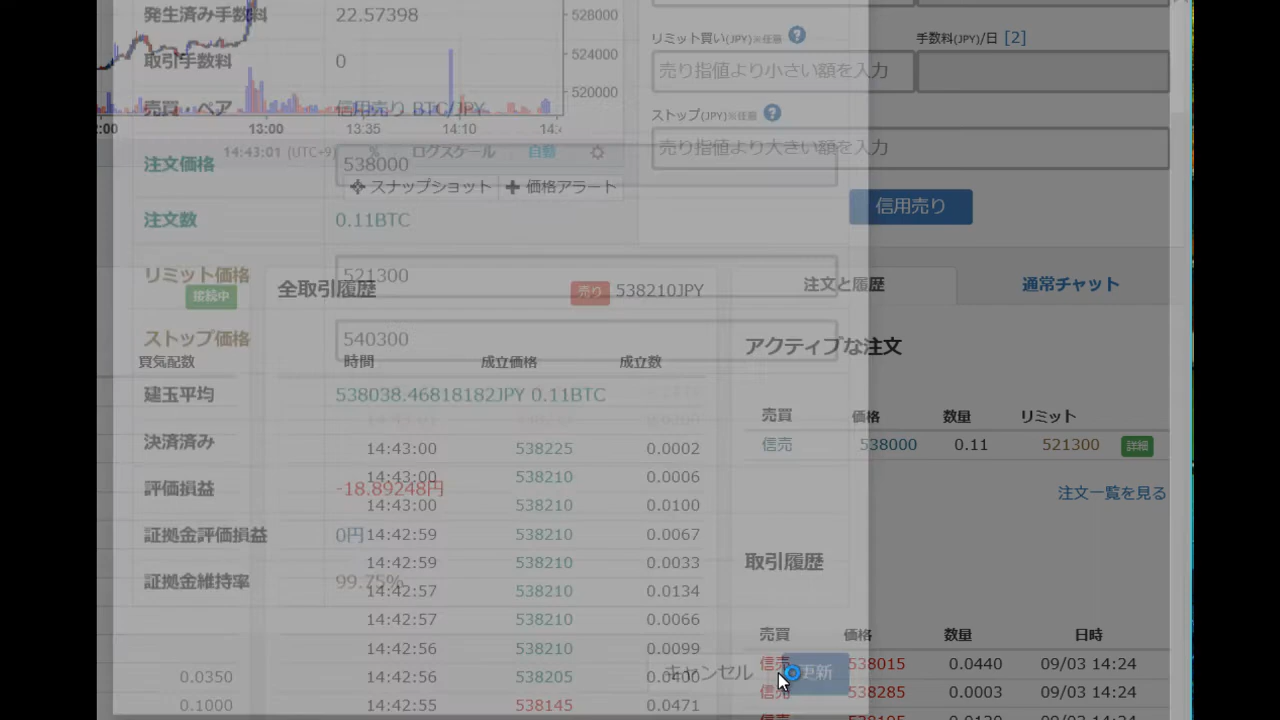 発生済み手数料 22.57398
528000
524000
520000
取引手数料 0
売買 ペア 信用売り BTC/JPY
:00 13:00 13:35 14:10 14:4
14:43:01 (UTC+9) % ログスケール 自動
注文価格 538000
スナップショット 価格アラート
注文数 0.11BTC
リミット価格 521300
ストップ価格 540300
建玉平均 538038.46818182JPY 0.11BTC
決済済み
評価損益 -18.89248円
証拠金評価損益 0円
証拠金維持率 99.75%
キャンセル 更新
リミット買い(JPY)※任意 ?
手数料(JPY)/日 [2]
売り指値より小さい額を入力
ストップ(JPY)※任意 ?
売り指値より大きい額を入力
信用売り
接続中
買気配数
0.0350
0.1000
全取引履歴 売り 538210JPY
時間 成立価格 成立数
14:43:00 538225 0.0002
14:43:00 538210 0.0006
14:43:00 538210 0.0100
14:42:59 538210 0.0067
14:42:59 538210 0.0033
14:42:57 538210 0.0134
14:42:57 538210 0.0066
14:42:56 538210 0.0099
14:42:56 538205 0.0400
14:42:55 538145 0.0471
注文と履歴 通常チャット
アクティブな注文
売買 価格 数量 リミット
信売 538000 0.11 521300 詳細
注文一覧を見る
取引履歴
売買 価格 数量 日時
信売 538015 0.0440 09/03 14:24
信売 538285 0.0003 09/03 14:24